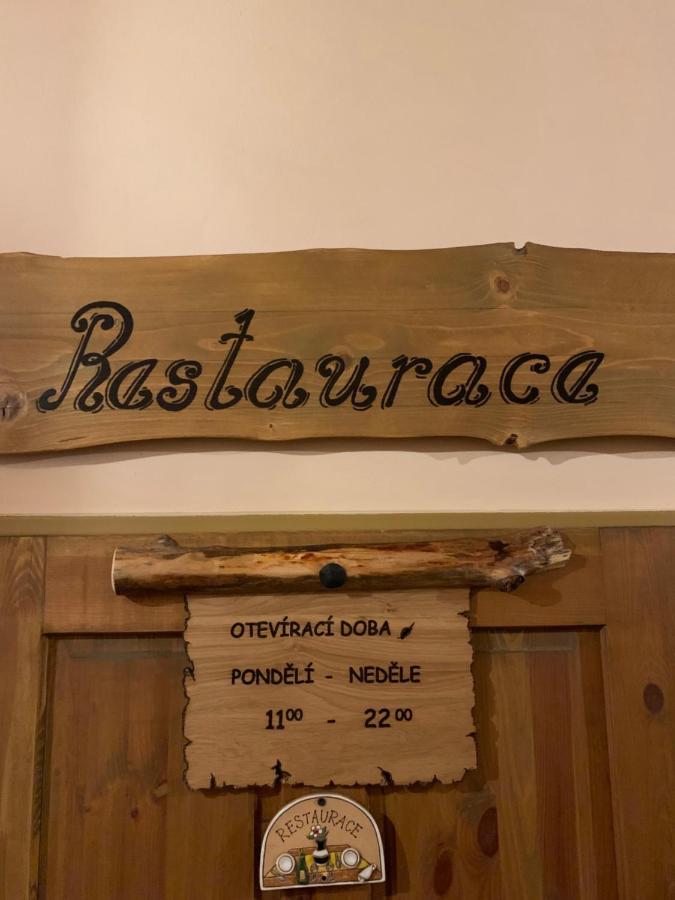 Restaurace
OTEVÍRACÍ DOBA
PONDĚLÍ - NEDĚLE
11⁰⁰ - 22⁰⁰
RESTAURACE